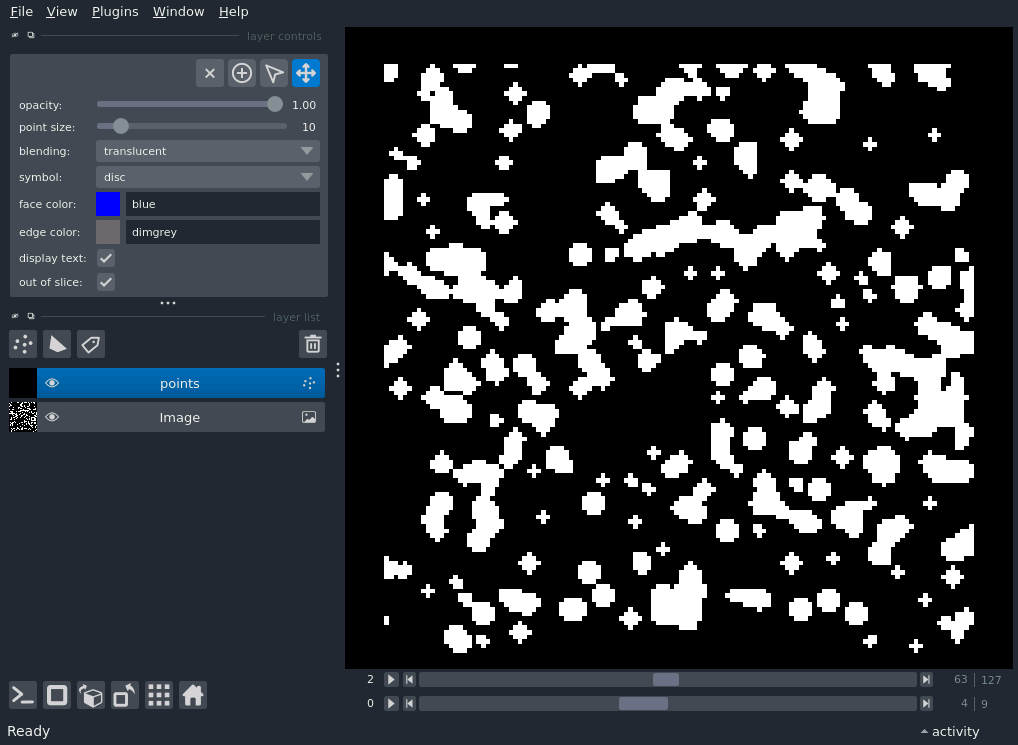 File View Plugins Window Help
layer controls
opacity: 1.00
point size: 10
blending: translucent
symbol: disc
face color: blue
edge color: dimgrey
display text:
out of slice:
layer list
points
Image
2 63 127
0 4 9
Ready activity